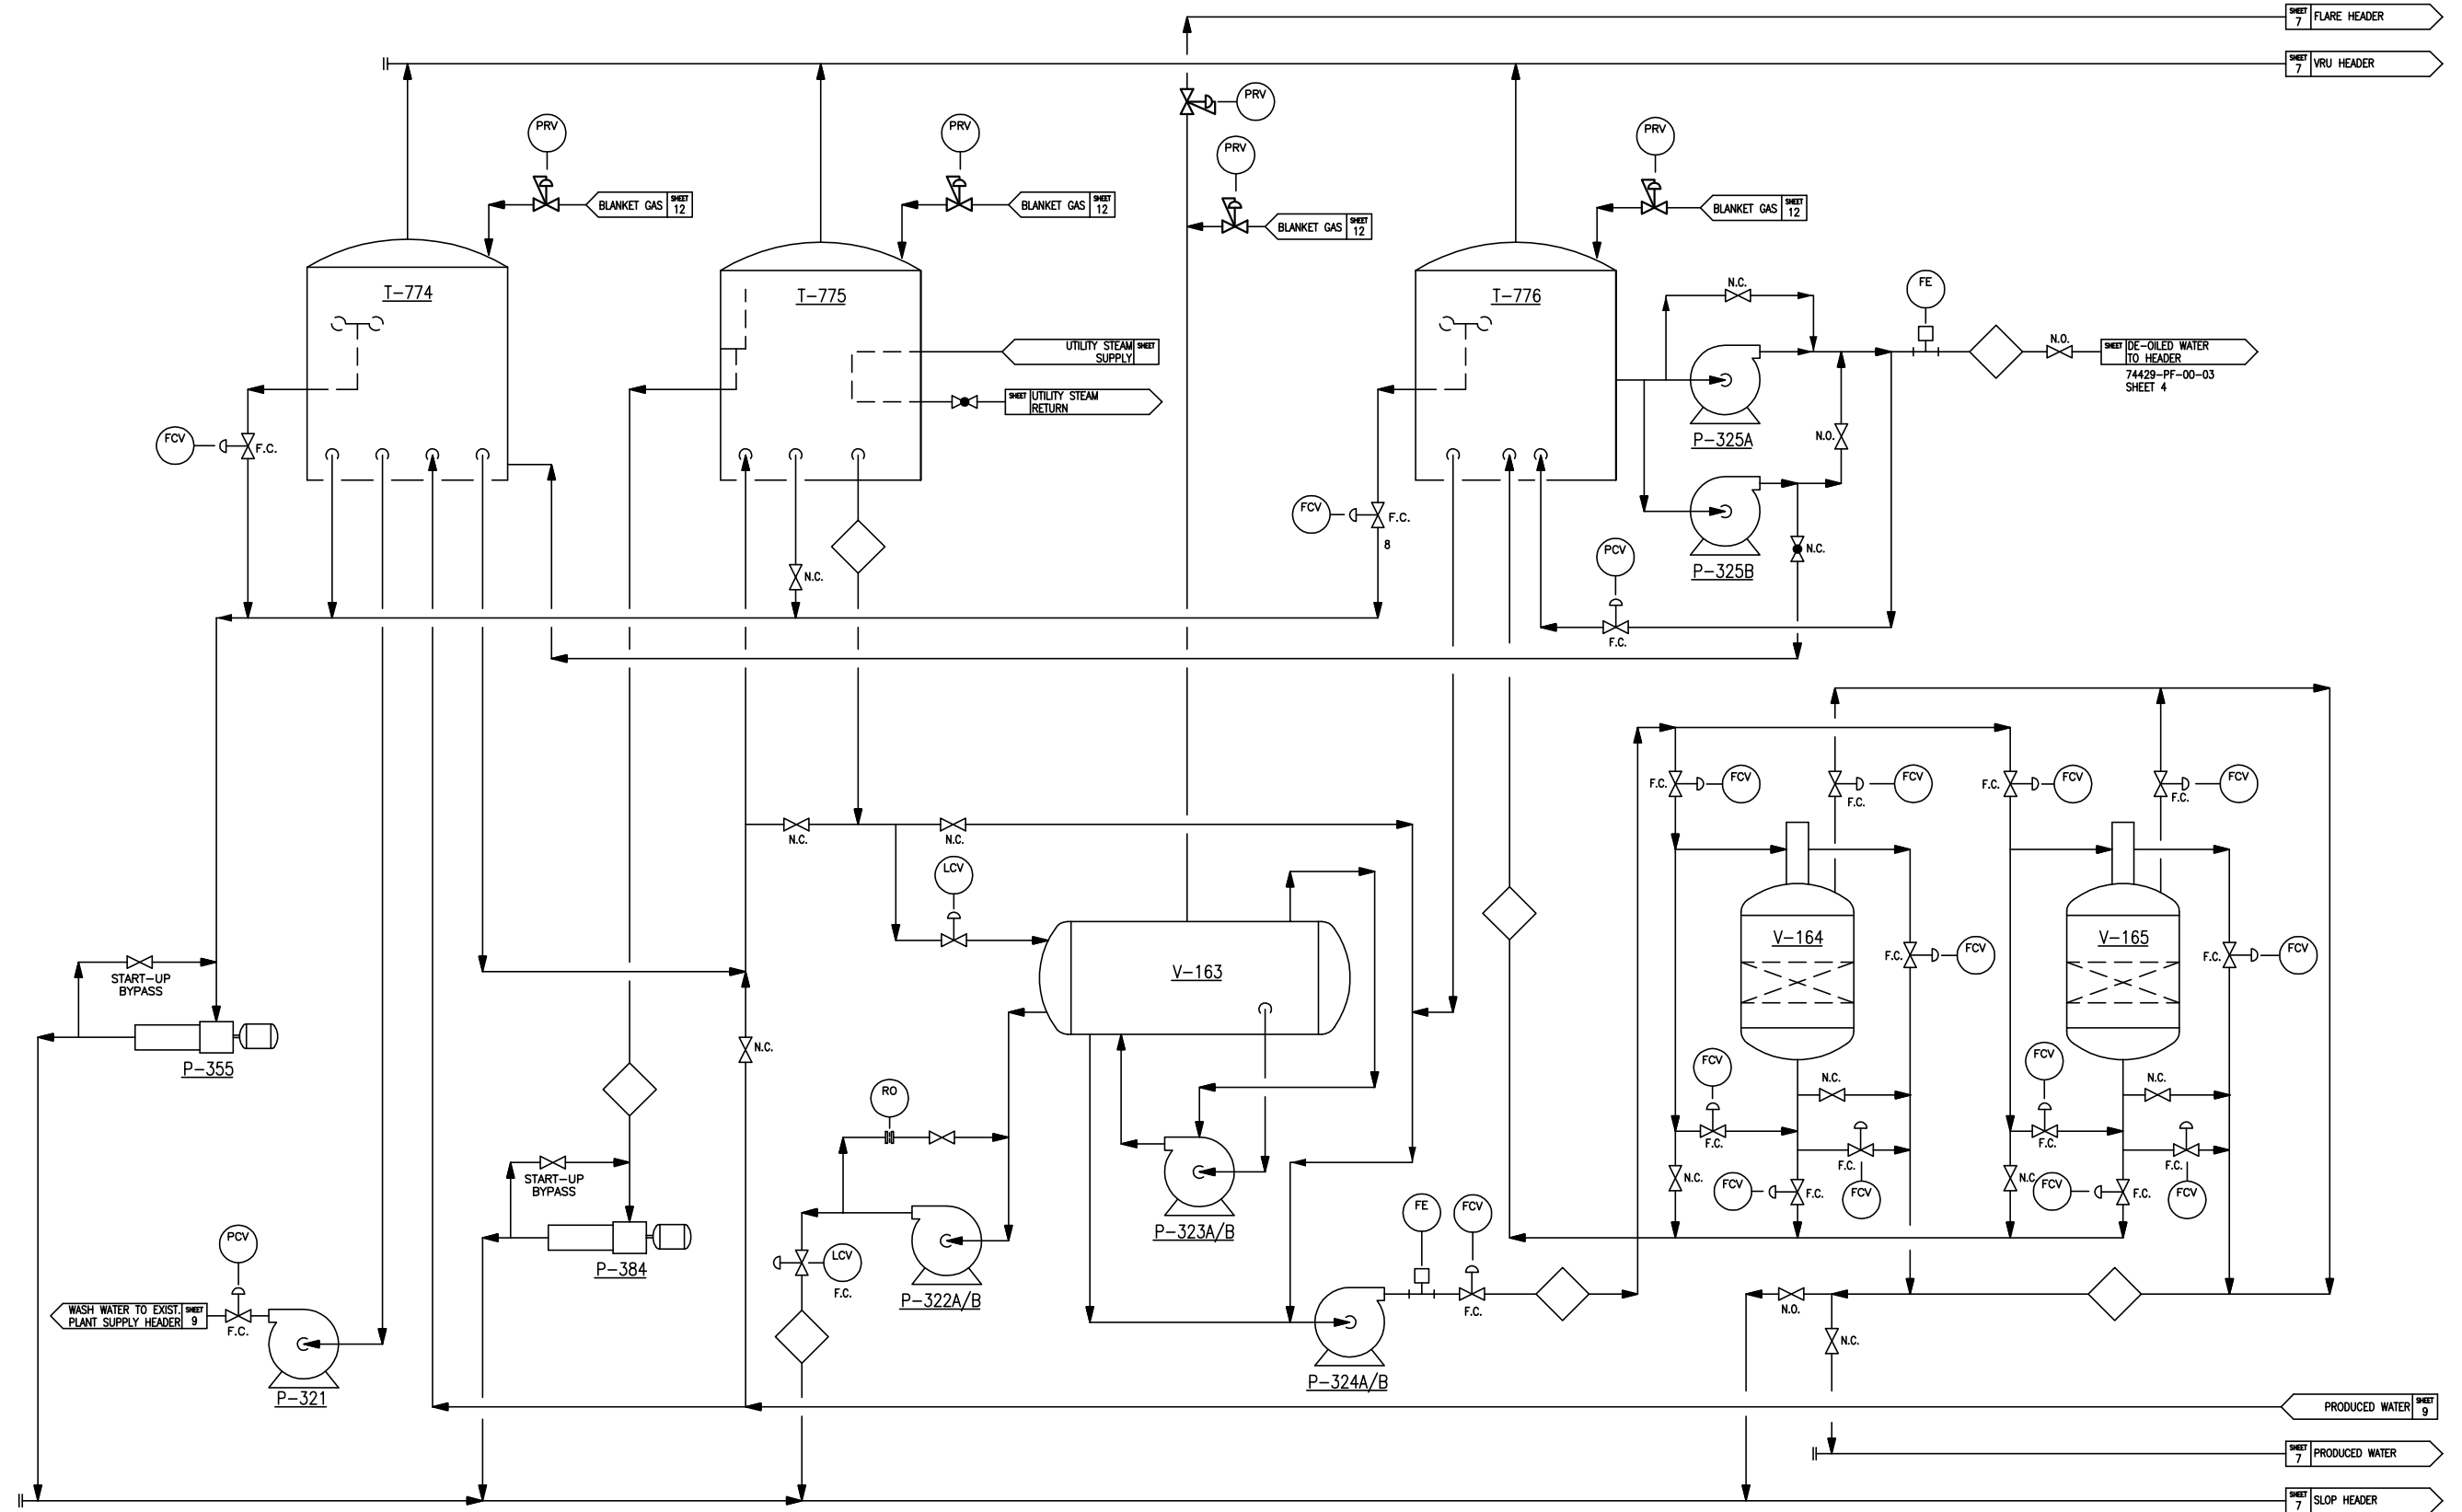 SHEET
7
FLARE HEADER
SHEET
7
VRU HEADER
PRV
PRV
PRV
PRV
PRV
BLANKET GAS
SHEET
12
BLANKET GAS
SHEET
12
BLANKET GAS
SHEET
12
BLANKET GAS
SHEET
12
T-774
T-775
T-776
N.C.
FE
UTILITY STEAM
SUPPLY
SHEET
SHEET
UTILITY STEAM
RETURN
N.O.
SHEET
DE-OILED WATER
TO HEADER
74429-PF-00-03
SHEET 4
FCV
F.C.
P-325A
N.O.
FCV
F.C.
8
N.C.
PCV
N.C.
P-325B
F.C.
F.C.
FCV
FCV
F.C.
F.C.
FCV
FCV
F.C.
N.C.
N.C.
LCV
V-163
V-164
V-165
F.C.
FCV
F.C.
FCV
START-UP
BYPASS
P-355
N.C.
RO
FCV
N.C.
FCV
N.C.
F.C.
F.C.
F.C.
F.C.
START-UP
BYPASS
N.C.
FCV
F.C.
FCV
N.C.
FCV
F.C.
FCV
P-323A/B
FE
FCV
PCV
LCV
F.C.
P-384
P-322A/B
WASH WATER TO EXIST.
PLANT SUPPLY HEADER
SHEET
9
F.C.
F.C.
N.O.
N.C.
P-321
P-324A/B
PRODUCED WATER
SHEET
9
SHEET
7
PRODUCED WATER
SHEET
7
SLOP HEADER